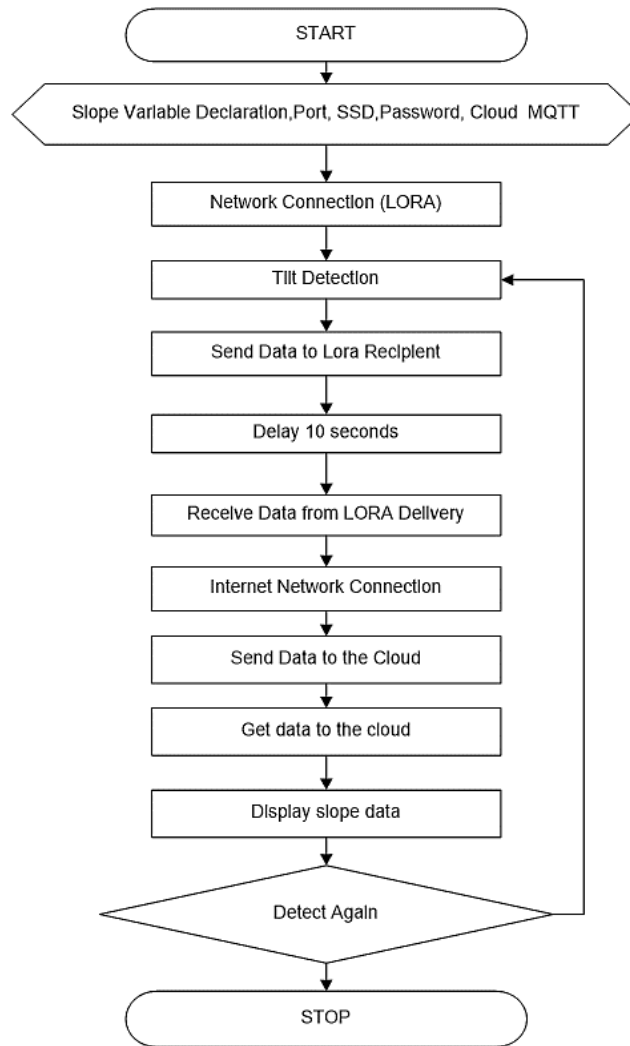 START
Slope Variable Declaration,Port, SSD,Password, Cloud MQTT
Network Connection (LORA)
Tilt Detection
Send Data to Lora Recipient
Delay 10 seconds
Receive Data from LORA Delivery
Internet Network Connection
Send Data to the Cloud
Get data to the cloud
Display slope data
Detect Again
STOP